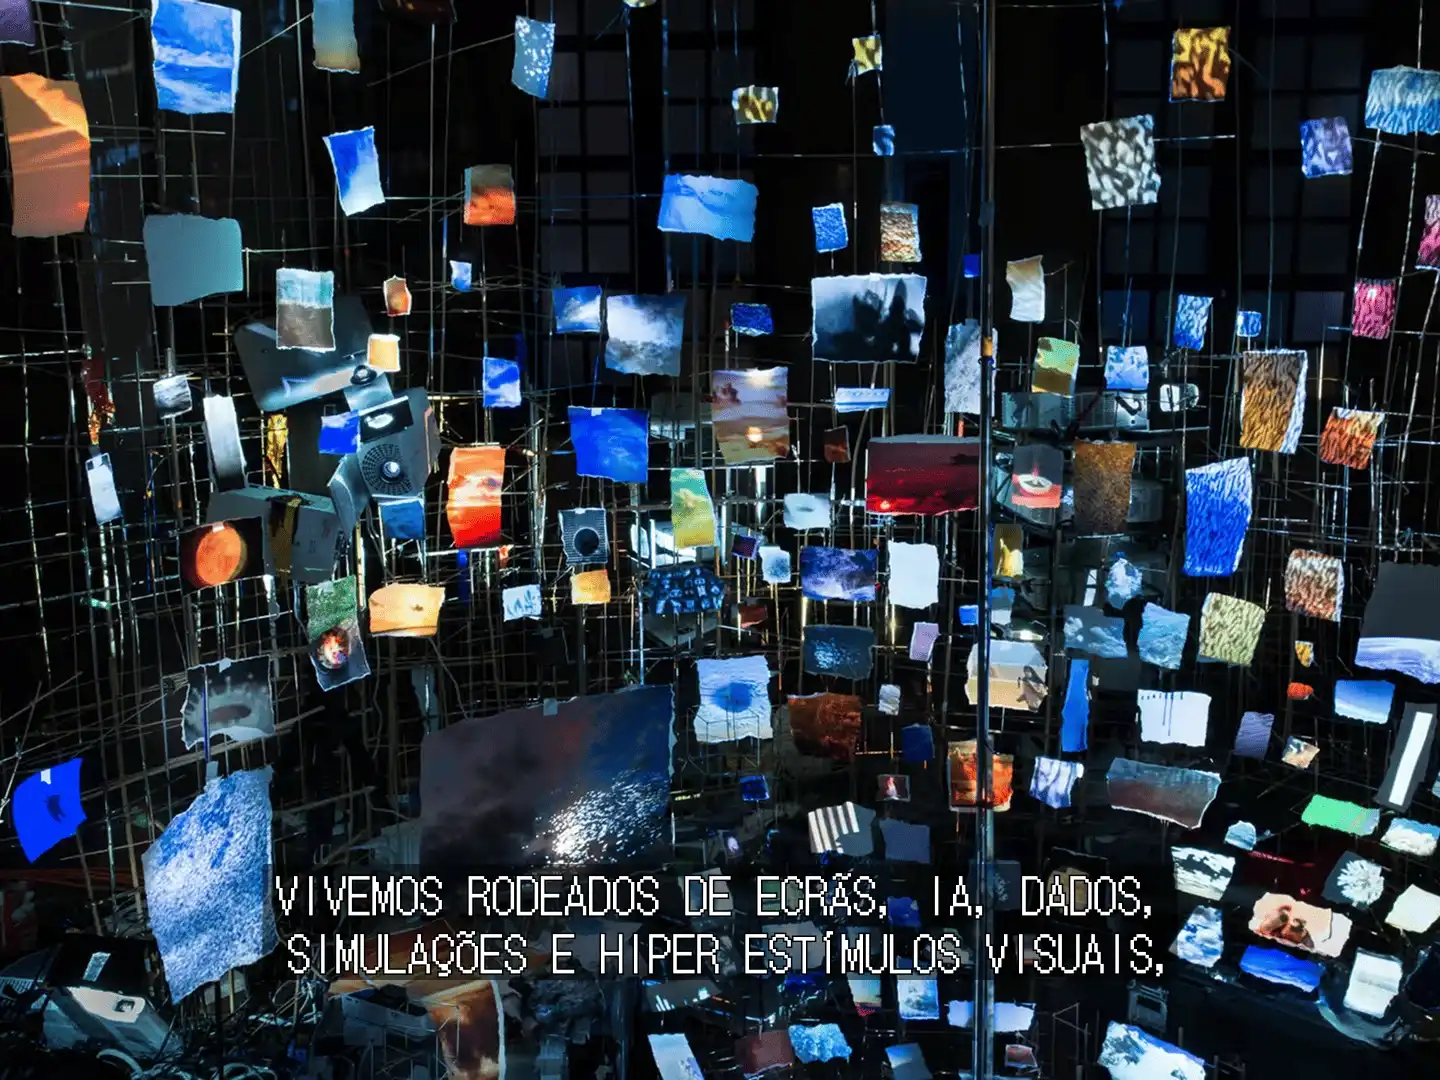 VIVEMOS RODEADOS DE ECRÃS, IA, DADOS,
SIMULAÇÕES E HIPER ESTÍMULOS VISUAIS,